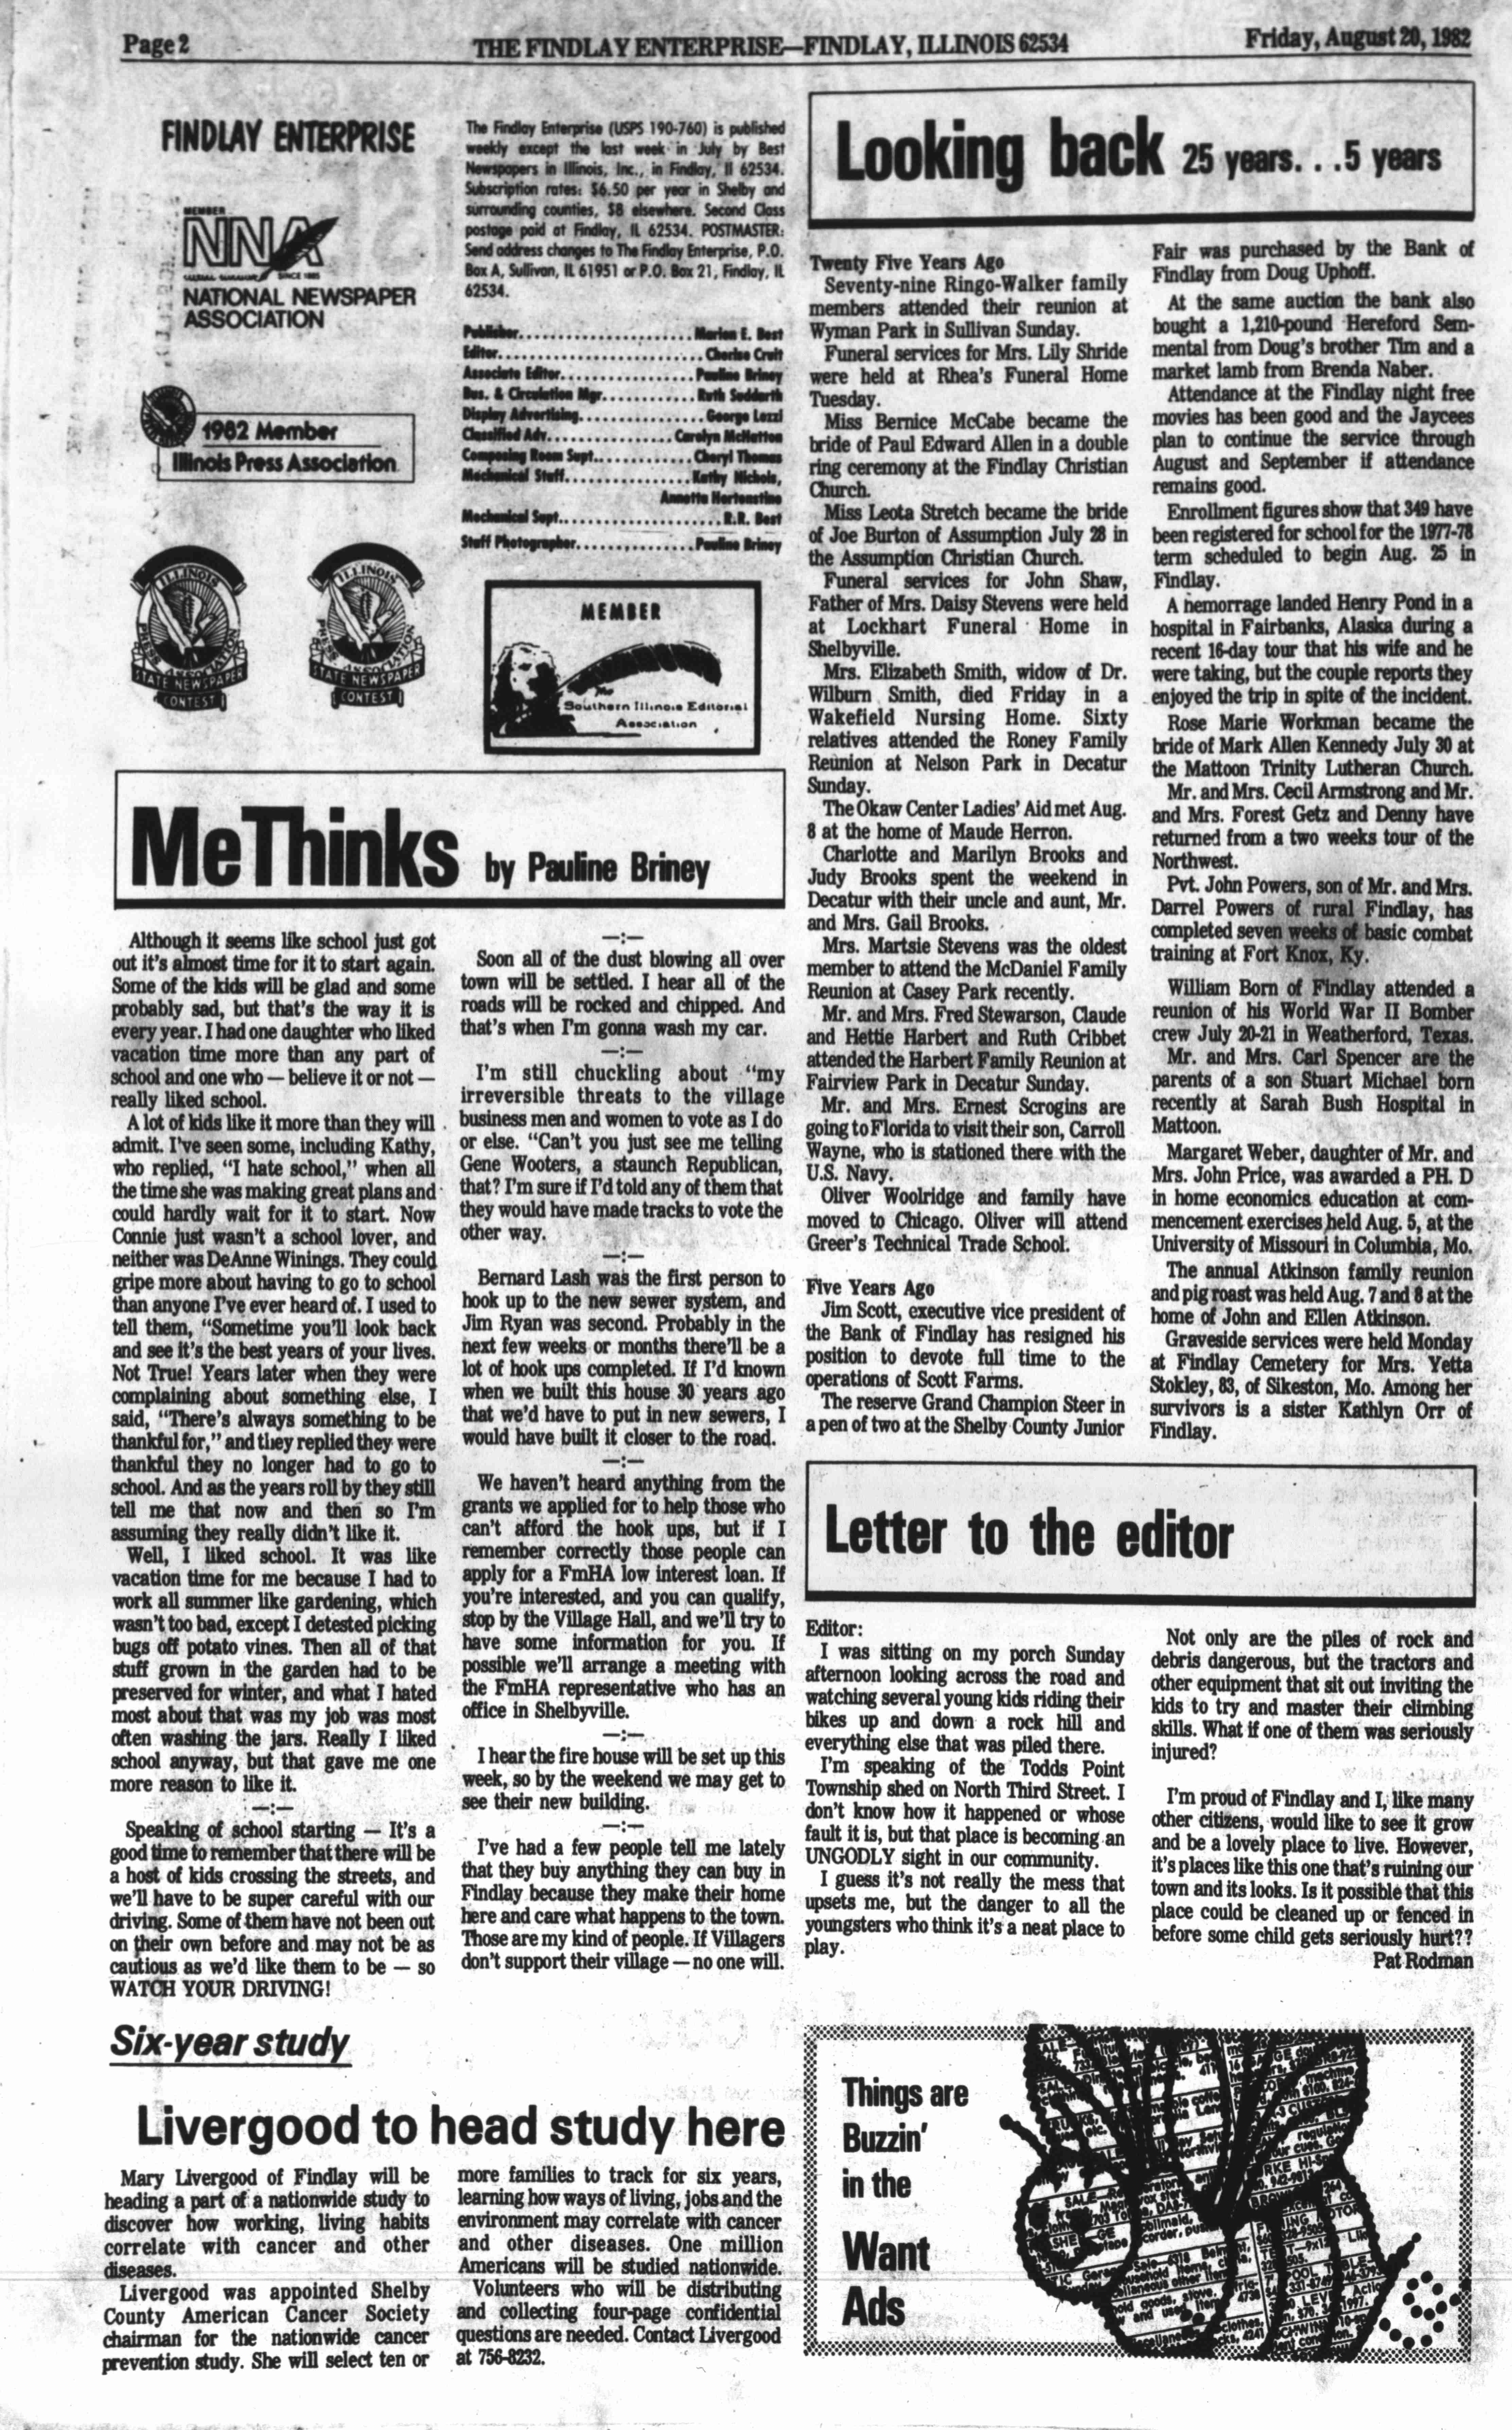 Page 2
THE FINDLAY ENTERPRISE—FINDLAY, ILLINOIS 62534
Friday, August 20, 1982
FINDLAY ENTERPRISE
MEMBER
NNA
SINCE 1885
NATIONAL NEWSPAPER
ASSOCIATION
1982 Member
Illinois Press Association
ILLINOIS
PRESS ASSOCIATION
STATE NEWSPAPER
CONTEST
ILLINOIS
PRESS ASSOCIATION
STATE NEWSPAPER
CONTEST
The Findlay Enterprise (USPS 190-760) is published
weekly except the last week in July by Best
Newspapers in Illinois, Inc., in Findlay, Il 62534.
Subscription rates: $6.50 per year in Shelby and
surrounding counties, $8 elsewhere. Second Class
postage paid at Findlay, IL 62534. POSTMASTER:
Send address changes to The Findlay Enterprise, P.O.
Box A, Sullivan, IL 61951 or P.O. Box 21, Findlay, IL
62534.
Publisher........................Marion E. Best
Editor............................Cherise Cruit
Associate Editor.................Pauline Briney
Bus. & Circulation Mgr............Ruth Suddarth
Display Advertising................George Lezzi
Classified Adv.................Carolyn McHutton
Composing Room Supt.............Cheryl Thomas
Mechanical Staff.................Kathy Nichols,
Annetta Hortenstine
Mechanical Supt......................R.R. Best
Staff Photographer................Pauline Briney
MEMBER
The
Southern Illinois Editorial
Association
MeThinks by Pauline Briney
Although it seems like school just got
out it's almost time for it to start again.
Some of the kids will be glad and some
probably sad, but that's the way it is
every year. I had one daughter who liked
vacation time more than any part of
school and one who — believe it or not —
really liked school.
A lot of kids like it more than they will
admit. I've seen some, including Kathy,
who replied, "I hate school," when all
the time she was making great plans and
could hardly wait for it to start. Now
Connie just wasn't a school lover, and
neither was DeAnne Winings. They could
gripe more about having to go to school
than anyone I've ever heard of. I used to
tell them, "Sometime you'll look back
and see it's the best years of your lives.
Not True! Years later when they were
complaining about something else, I
said, "There's always something to be
thankful for," and they replied they were
thankful they no longer had to go to
school. And as the years roll by they still
tell me that now and then so I'm
assuming they really didn't like it.
Well, I liked school. It was like
vacation time for me because I had to
work all summer like gardening, which
wasn't too bad, except I detested picking
bugs off potato vines. Then all of that
stuff grown in the garden had to be
preserved for winter, and what I hated
most about that was my job was most
often washing the jars. Really I liked
school anyway, but that gave me one
more reason to like it.
—:—
Speaking of school starting — It's a
good time to remember that there will be
a host of kids crossing the streets, and
we'll have to be super careful with our
driving. Some of them have not been out
on their own before and may not be as
cautious as we'd like them to be — so
WATCH YOUR DRIVING!
—:—
Soon all of the dust blowing all over
town will be settled. I hear all of the
roads will be rocked and chipped. And
that's when I'm gonna wash my car.
—:—
I'm still chuckling about "my
irreversible threats to the village
business men and women to vote as I do
or else. "Can't you just see me telling
Gene Wooters, a staunch Republican,
that? I'm sure if I'd told any of them that
they would have made tracks to vote the
other way.
—:—
Bernard Lash was the first person to
hook up to the new sewer system, and
Jim Ryan was second. Probably in the
next few weeks or months there'll be a
lot of hook ups completed. If I'd known
when we built this house 30 years ago
that we'd have to put in new sewers, I
would have built it closer to the road.
—:—
We haven't heard anything from the
grants we applied for to help those who
can't afford the hook ups, but if I
remember correctly those people can
apply for a FmHA low interest loan. If
you're interested, and you can qualify,
stop by the Village Hall, and we'll try to
have some information for you. If
possible we'll arrange a meeting with
the FmHA representative who has an
office in Shelbyville.
—:—
I hear the fire house will be set up this
week, so by the weekend we may get to
see their new building.
—:—
I've had a few people tell me lately
that they buy anything they can buy in
Findlay because they make their home
here and care what happens to the town.
Those are my kind of people. If Villagers
don't support their village — no one will.
Looking back 25 years. . .5 years
Twenty Five Years Ago
Seventy-nine Ringo-Walker family
members attended their reunion at
Wyman Park in Sullivan Sunday.
Funeral services for Mrs. Lily Shride
were held at Rhea's Funeral Home
Tuesday.
Miss Bernice McCabe became the
bride of Paul Edward Allen in a double
ring ceremony at the Findlay Christian
Church.
Miss Leota Stretch became the bride
of Joe Burton of Assumption July 28 in
the Assumption Christian Church.
Funeral services for John Shaw,
Father of Mrs. Daisy Stevens were held
at Lockhart Funeral Home in
Shelbyville.
Mrs. Elizabeth Smith, widow of Dr.
Wilburn Smith, died Friday in a
Wakefield Nursing Home. Sixty
relatives attended the Roney Family
Reunion at Nelson Park in Decatur
Sunday.
The Okaw Center Ladies' Aid met Aug.
8 at the home of Maude Herron.
Charlotte and Marilyn Brooks and
Judy Brooks spent the weekend in
Decatur with their uncle and aunt, Mr.
and Mrs. Gail Brooks.
Mrs. Martsie Stevens was the oldest
member to attend the McDaniel Family
Reunion at Casey Park recently.
Mr. and Mrs. Fred Stewarson, Claude
and Hettie Harbert and Ruth Cribbet
attended the Harbert Family Reunion at
Fairview Park in Decatur Sunday.
Mr. and Mrs. Ernest Scrogins are
going to Florida to visit their son, Carroll
Wayne, who is stationed there with the
U.S. Navy.
Oliver Woolridge and family have
moved to Chicago. Oliver will attend
Greer's Technical Trade School.
Five Years Ago
Jim Scott, executive vice president of
the Bank of Findlay has resigned his
position to devote full time to the
operations of Scott Farms.
The reserve Grand Champion Steer in
a pen of two at the Shelby County Junior
Fair was purchased by the Bank of
Findlay from Doug Uphoff.
At the same auction the bank also
bought a 1,210-pound Hereford Sem-
mental from Doug's brother Tim and a
market lamb from Brenda Naber.
Attendance at the Findlay night free
movies has been good and the Jaycees
plan to continue the service through
August and September if attendance
remains good.
Enrollment figures show that 349 have
been registered for school for the 1977-78
term scheduled to begin Aug. 25 in
Findlay.
A hemorrage landed Henry Pond in a
hospital in Fairbanks, Alaska during a
recent 16-day tour that his wife and he
were taking, but the couple reports they
enjoyed the trip in spite of the incident.
Rose Marie Workman became the
bride of Mark Allen Kennedy July 30 at
the Mattoon Trinity Lutheran Church.
Mr. and Mrs. Cecil Armstrong and Mr.
and Mrs. Forest Getz and Denny have
returned from a two weeks tour of the
Northwest.
Pvt. John Powers, son of Mr. and Mrs.
Darrel Powers of rural Findlay, has
completed seven weeks of basic combat
training at Fort Knox, Ky.
William Born of Findlay attended a
reunion of his World War II Bomber
crew July 20-21 in Weatherford, Texas.
Mr. and Mrs. Carl Spencer are the
parents of a son Stuart Michael born
recently at Sarah Bush Hospital in
Mattoon.
Margaret Weber, daughter of Mr. and
Mrs. John Price, was awarded a PH. D
in home economics education at com-
mencement exercises held Aug. 5, at the
University of Missouri in Columbia, Mo.
The annual Atkinson family reunion
and pig roast was held Aug. 7 and 8 at the
home of John and Ellen Atkinson.
Graveside services were held Monday
at Findlay Cemetery for Mrs. Yetta
Stokley, 83, of Sikeston, Mo. Among her
survivors is a sister Kathlyn Orr of
Findlay.
Letter to the editor
Editor:
I was sitting on my porch Sunday
afternoon looking across the road and
watching several young kids riding their
bikes up and down a rock hill and
everything else that was piled there.
I'm speaking of the Todds Point
Township shed on North Third Street. I
don't know how it happened or whose
fault it is, but that place is becoming an
UNGODLY sight in our community.
I guess it's not really the mess that
upsets me, but the danger to all the
youngsters who think it's a neat place to
play.
Not only are the piles of rock and
debris dangerous, but the tractors and
other equipment that sit out inviting the
kids to try and master their climbing
skills. What if one of them was seriously
injured?
I'm proud of Findlay and I, like many
other citizens, would like to see it grow
and be a lovely place to live. However,
it's places like this one that's ruining our
town and its looks. Is it possible that this
place could be cleaned up or fenced in
before some child gets seriously hurt??
Pat Rodman
Six-year study
Livergood to head study here
Mary Livergood of Findlay will be
heading a part of a nationwide study to
discover how working, living habits
correlate with cancer and other
diseases.
Livergood was appointed Shelby
County American Cancer Society
chairman for the nationwide cancer
prevention study. She will select ten or
more families to track for six years,
learning how ways of living, jobs and the
environment may correlate with cancer
and other diseases. One million
Americans will be studied nationwide.
Volunteers who will be distributing
and collecting four-page confidential
questions are needed. Contact Livergood
at 756-8232.
Things are
Buzzin'
in the
Want
Ads